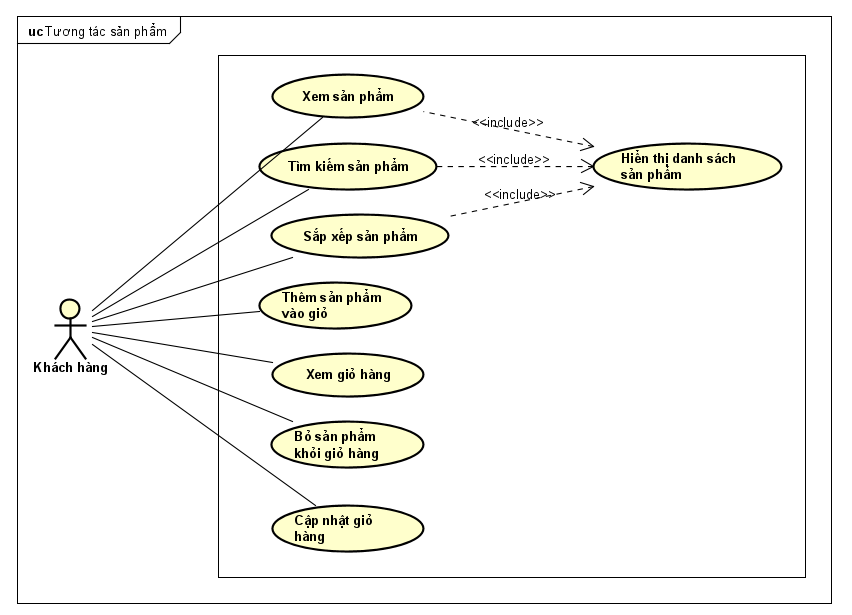 uc Tương tác sản phẩm
Xem sản phẩm
<<include>>
Tìm kiếm sản phẩm
<<include>>
Hiển thị danh sách
sản phẩm
<<include>>
Sắp xếp sản phẩm
Thêm sản phẩm
vào giỏ
Khách hàng
Xem giỏ hàng
Bỏ sản phẩm
khỏi giỏ hàng
Cập nhật giỏ
hàng